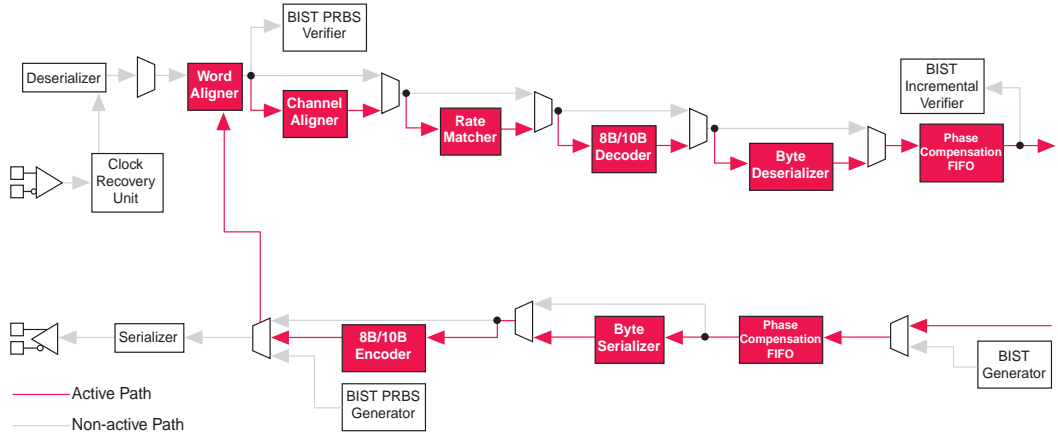 BIST PRBS
Verifier
Deserializer
Word
Aligner
Channel
Aligner
Rate
Matcher
8B/10B
Decoder
Byte
Deserializer
BIST
Incremental
Verifier
Phase
Compensation
FIFO
Clock
Recovery
Unit
Serializer
8B/10B
Encoder
Byte
Serializer
Phase
Compensation
FIFO
BIST
Generator
BIST PRBS
Generator
Active Path
Non-active Path